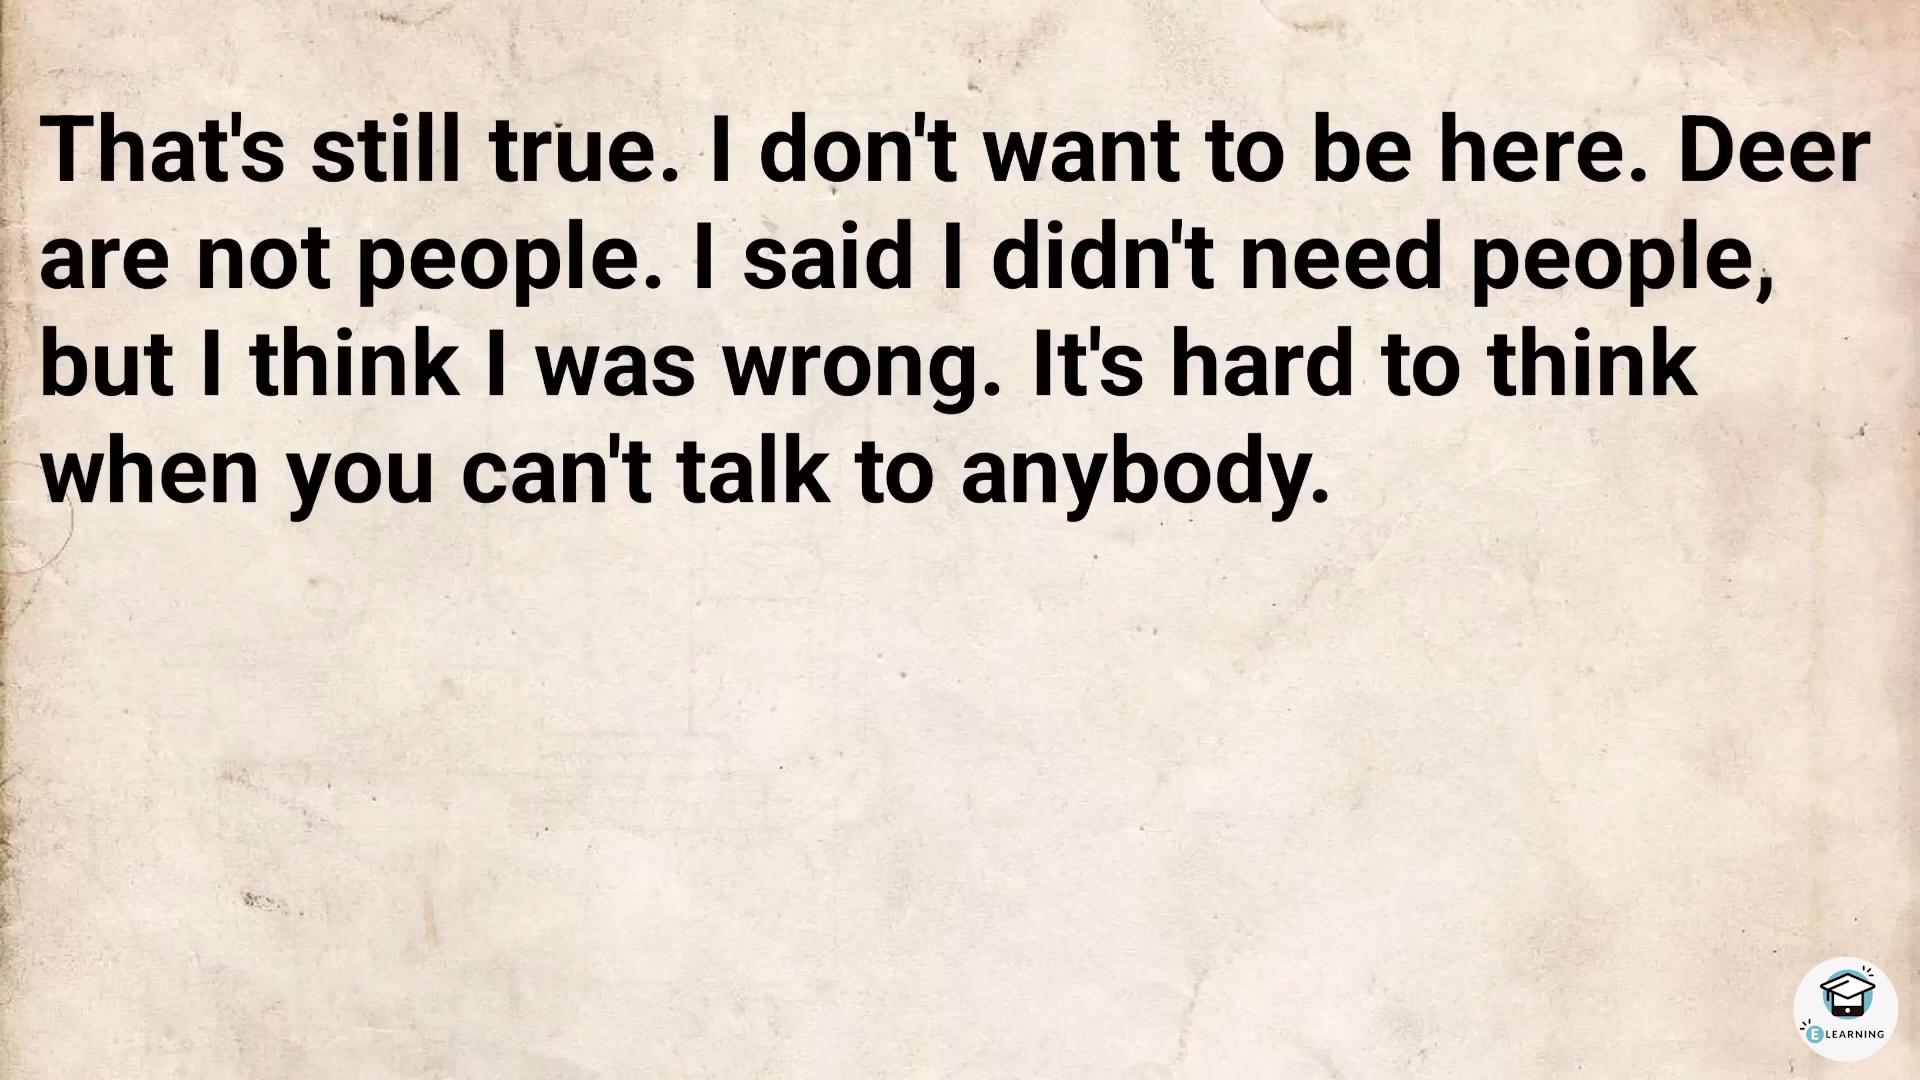 That's still true. I don't want to be here. Deer
are not people. I said I didn't need people,
but I think I was wrong. It's hard to think
when you can't talk to anybody.
E LEARNING